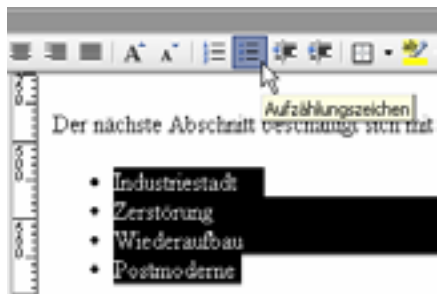 Aufzählungszeichen
Der nächste Abschnitt beschäftigt sich mit
• Industriestadt
• Zerstörung
• Wiederaufbau
• Postmoderne